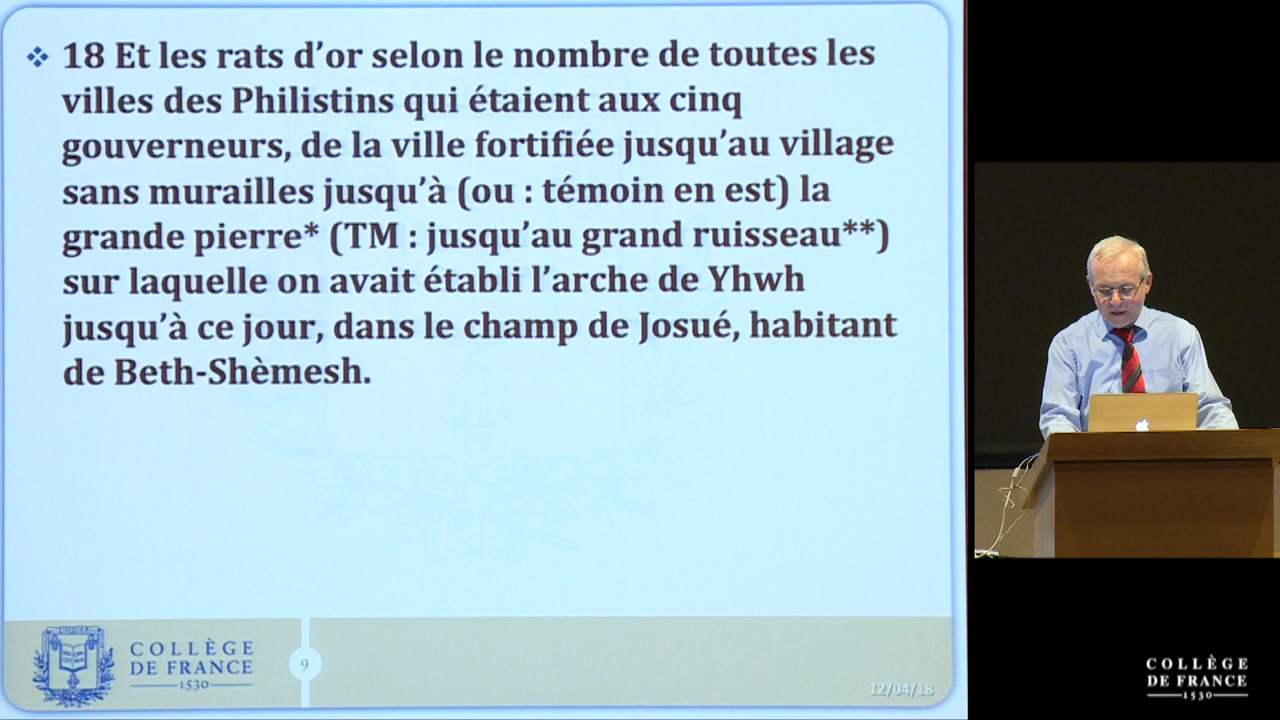 18 Et les rats d’or selon le nombre de toutes les
villes des Philistins qui étaient aux cinq
gouverneurs, de la ville fortifiée jusqu’au village
sans murailles jusqu’à (ou : témoin en est) la
grande pierre* (TM : jusqu’au grand ruisseau**)
sur laquelle on avait établi l’arche de Yhwh
jusqu’à ce jour, dans le champ de Josué, habitant
de Beth-Shèmesh.
COLLÈGE
DE FRANCE
1530
9
12/04/18
COLLÈGE
DE FRANCE
1530